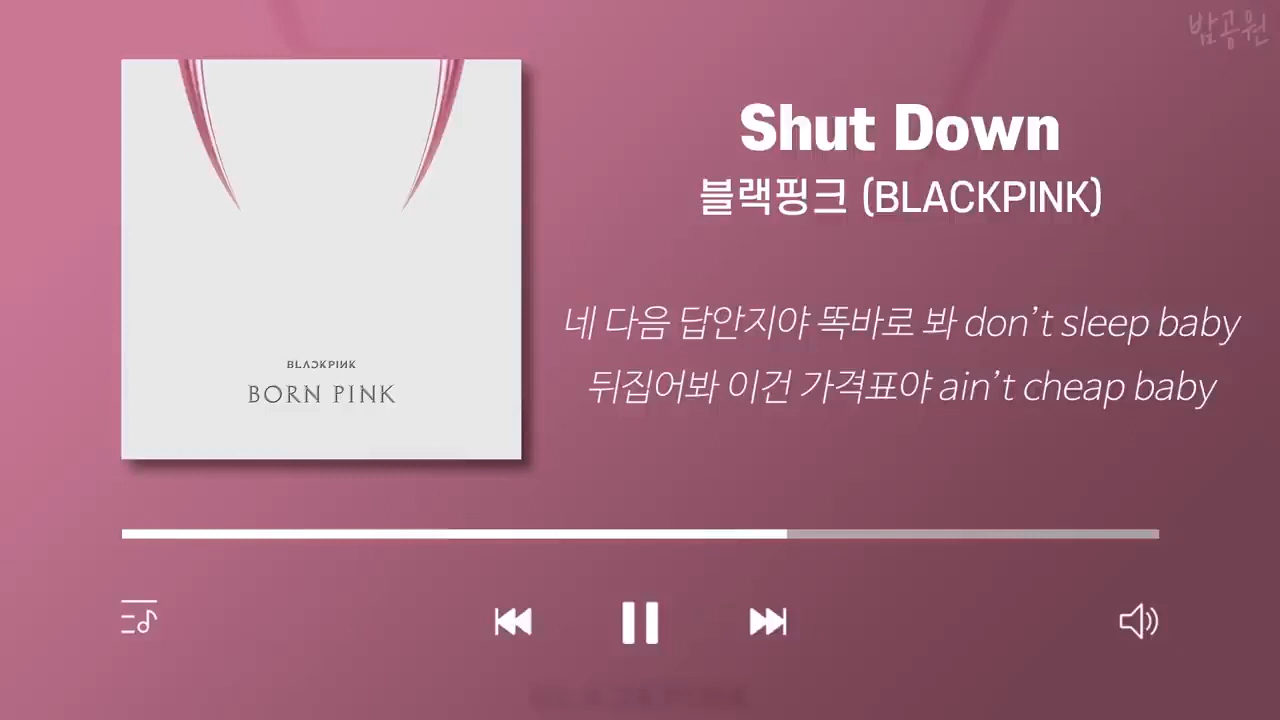 밤공원
Shut Down
블랙핑크 (BLACKPINK)
네 다음 답안지야 똑바로 봐 don't sleep baby
뒤집어봐 이건 가격표야 ain't cheap baby
BLΛƆKPIИK
BORN PINK